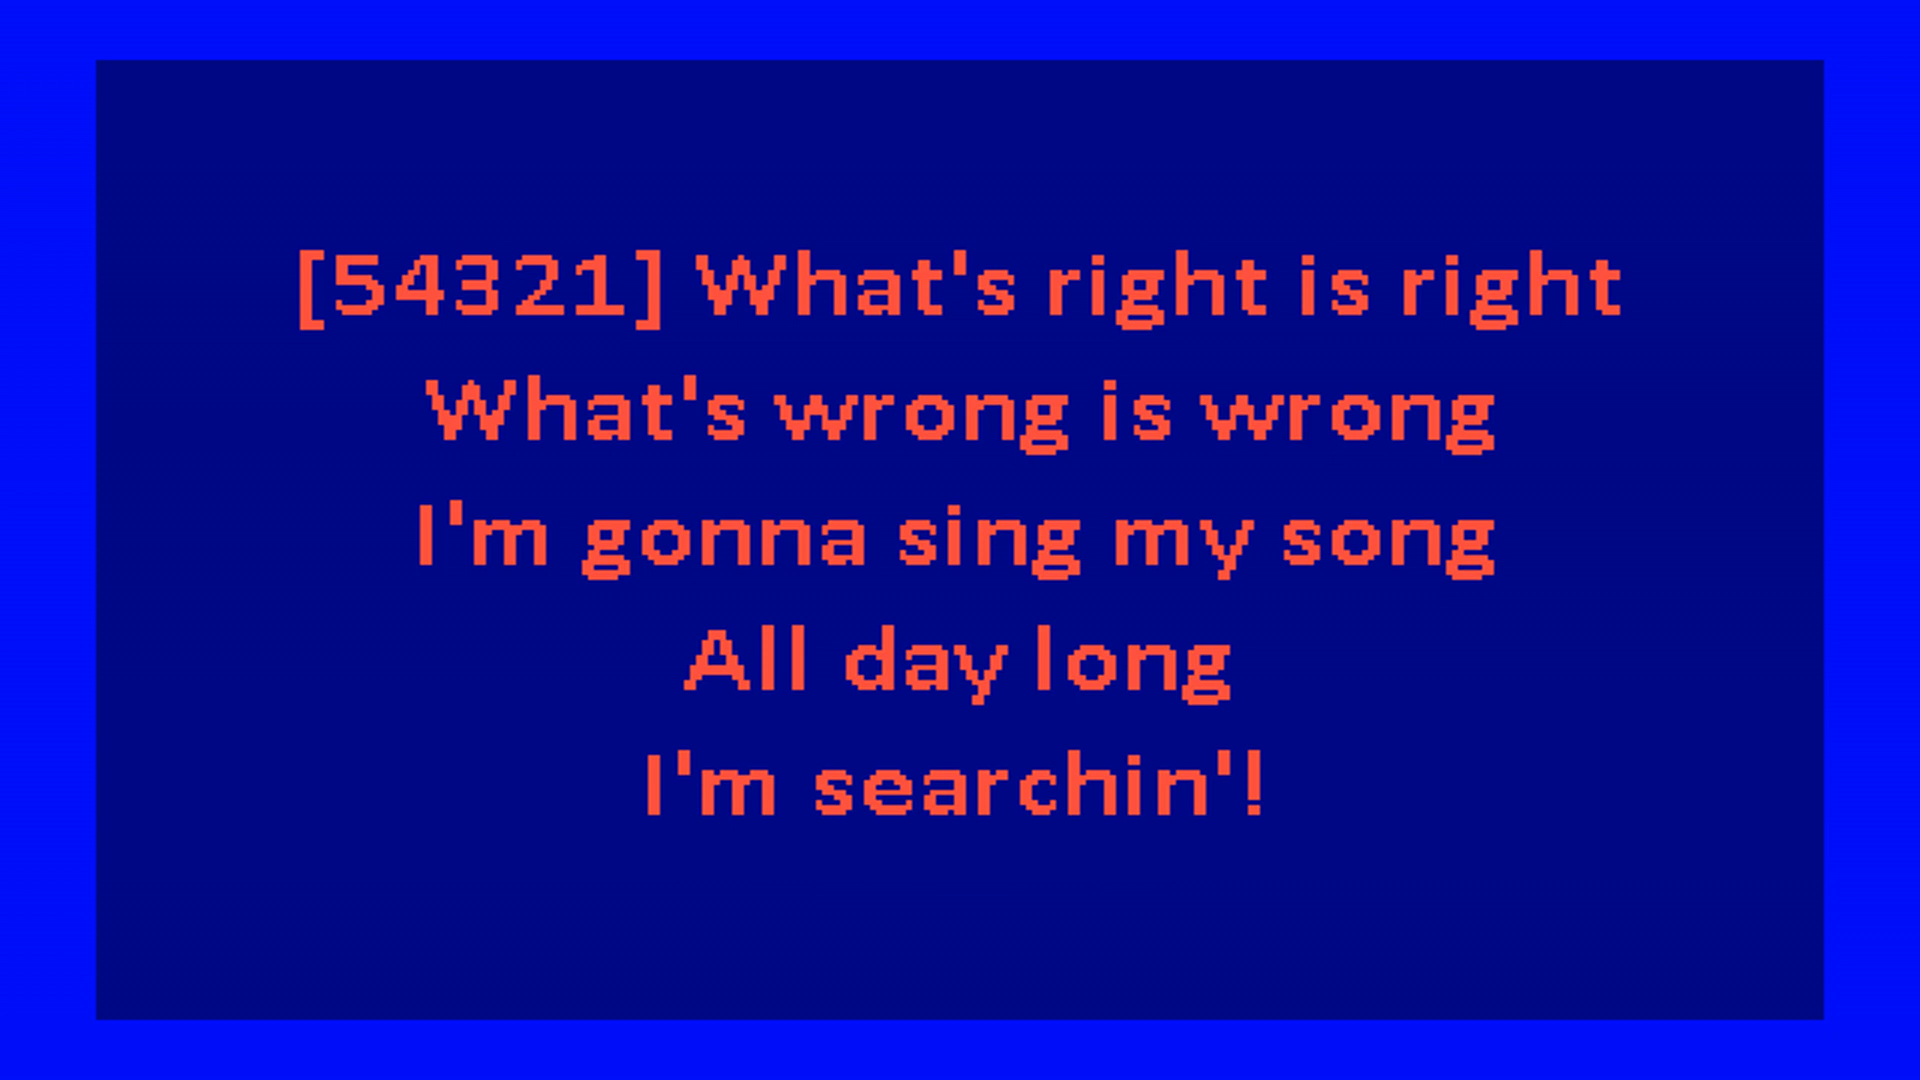 [54321] What's right is right
What's wrong is wrong
I'm gonna sing my song
All day long
I'm searchin'!